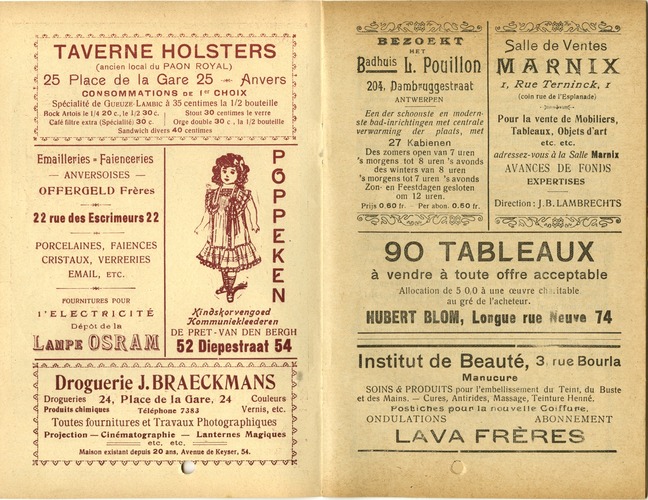 TAVERNE HOLSTERS
(ancien local du PAON ROYAL)
25 Place de la Gare 25 - Anvers
CONSOMMATIONS DE 1er CHOIX
Spécialité de GUEUZE-LAMBIC à 35 centimes la 1/2 bouteille
Rock Artois le 1/4 20 c., le 1/2 30 c. Stout 30 centimes le verre
Café filtre extra (Spécialité) 30 c. Orge double 30 c., la 1/2 bouteille
Sandwich divers 40 centimes
Emailleries - Faienceries
— ANVERSOISES —
OFFERGELD Frères
22 rue des Escrimeurs 22
PORCELAINES, FAIENCES
CRISTAUX, VERRERIES
EMAIL, ETC.
FOURNITURES POUR
l'ELECTRICITÉ
Dépôt de la
LAMPE OSRAM
POPPEKEN
Kindskorvengoed
Kommuniekleederen
DE PRET-VAN DEN BERGH
52 Diepestraat 54
Droguerie J. BRAECKMANS
Drogueries 24, Place de la Gare, 24 Couleurs
Produits chimiques Téléphone 7383 Vernis, etc.
Toutes fournitures et Travaux Photographiques
Projection — Cinématographie — Lanternes Magiques
etc, etc.
Maison existant depuis 20 ans, Avenue de Keyser, 54.
BEZOEKT
HET
Badhuis L. Pouillon
204, Dambruggestraat
ANTWERPEN
Een der schoonste en modern-
ste bad-inrichtingen met centrale
verwarming der plaats, met
27 Kabienen
Des zomers open van 7 uren
's morgens tot 8 uren 's avonds
des winters van 8 uren
's morgens tot 7 uren 's avonds
Zon- en Feestdagen gesloten
om 12 uren.
Prijs 0.60 fr. — Per abon. 0.50 fr.
Salle de Ventes
MARNIX
1, Rue Terninck, 1
(coin rue de l'Esplanade)
Pour la vente de Mobiliers,
Tableaux, Objets d'art
etc. etc.
adressez-vous à la Salle Marnix
AVANCES DE FONDS
EXPERTISES
Direction: J. B. LAMBRECHTS
90 TABLEAUX
à vendre à toute offre acceptable
Allocation de 5 0.0 à une œuvre charitable
au gré de l'acheteur.
HUBERT BLOM, Longue rue Neuve 74
Institut de Beauté, 3, rue Bourla
Manucure
SOINS & PRODUITS pour l'embellissement du Teint, du Buste
et des Mains. — Cures, Antirides, Massage, Teinture Henné.
Postiches pour la nouvelle Coiffure.
ONDULATIONS ABONNEMENT
LAVA FRÈRES